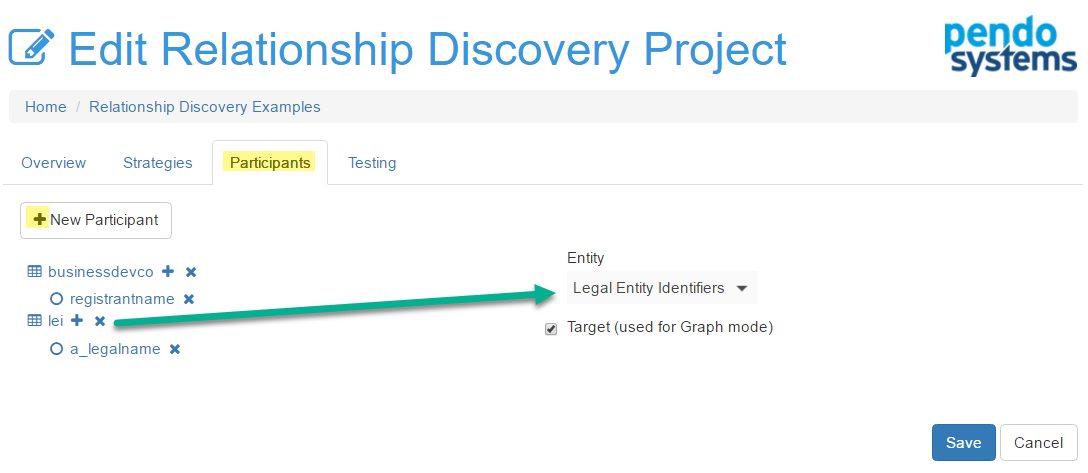 Edit Relationship Discovery Project
pendo
systems
Home / Relationship Discovery Examples
Overview Strategies Participants Testing
New Participant
businessdevco
registrantname
lei
a_legalname
Entity
Legal Entity Identifiers
Target (used for Graph mode)
Save Cancel